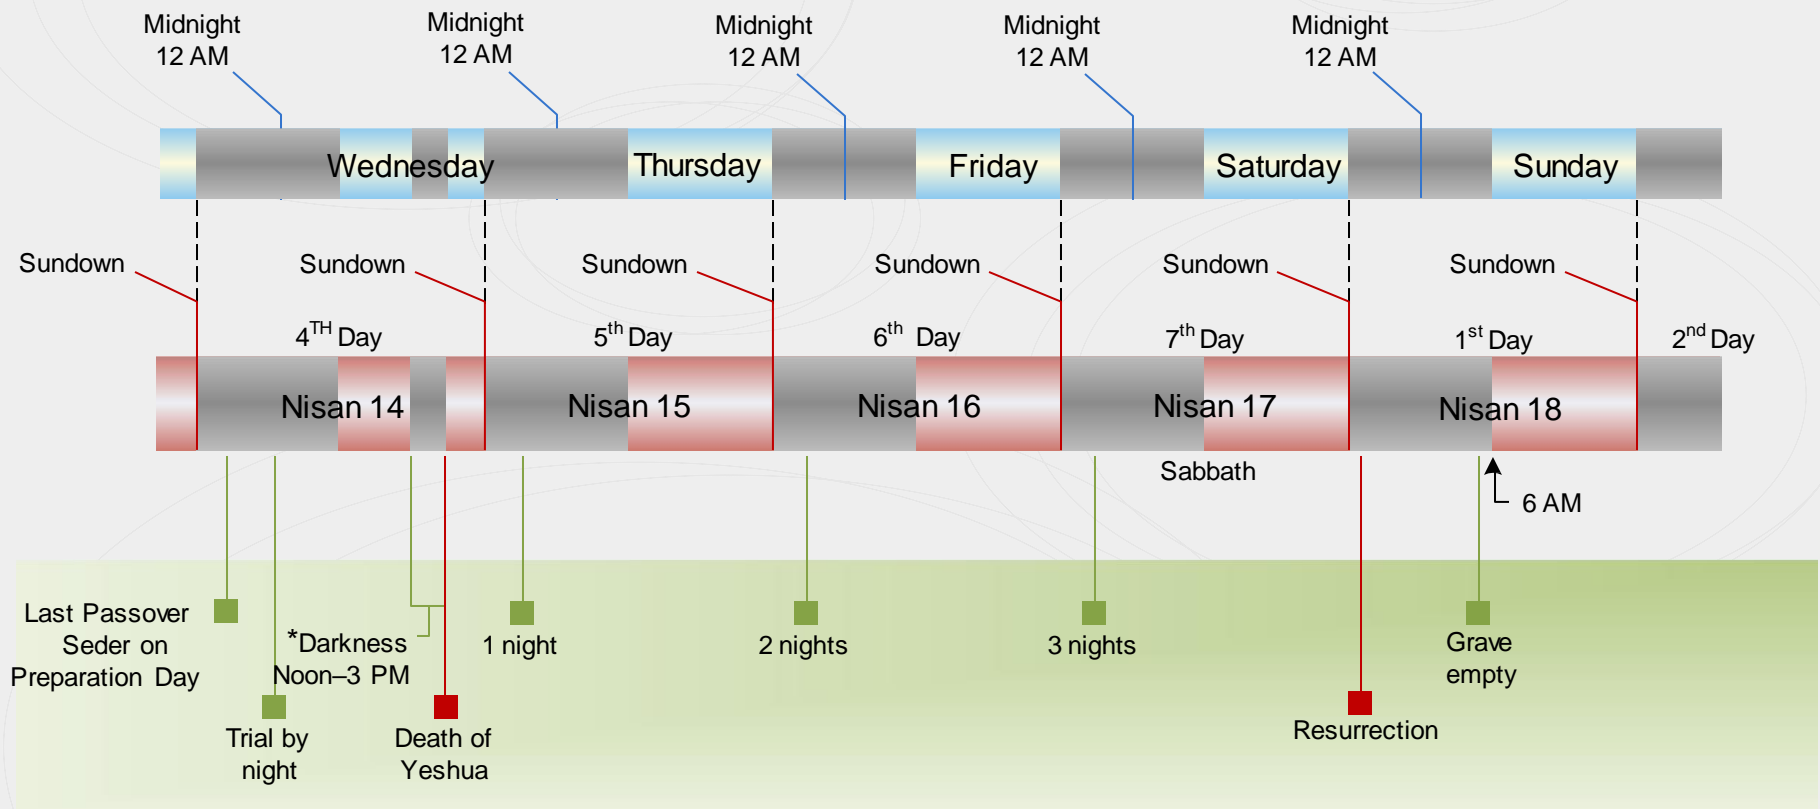 Midnight
12 AM
Midnight
12 AM
Midnight
12 AM
Midnight
12 AM
Midnight
12 AM
Wednesday
Thursday
Friday
Saturday
Sunday
Sundown
Sundown
Sundown
Sundown
Sundown
Sundown
4TH Day
5th Day
6th Day
7th Day
1st Day
2nd Day
Nisan 14
Nisan 15
Nisan 16
Nisan 17
Nisan 18
Sabbath
6 AM
Last Passover
Seder on
Preparation Day
*Darkness
Noon–3 PM
1 night
2 nights
3 nights
Grave
empty
Trial by
night
Death of
Yeshua
Resurrection